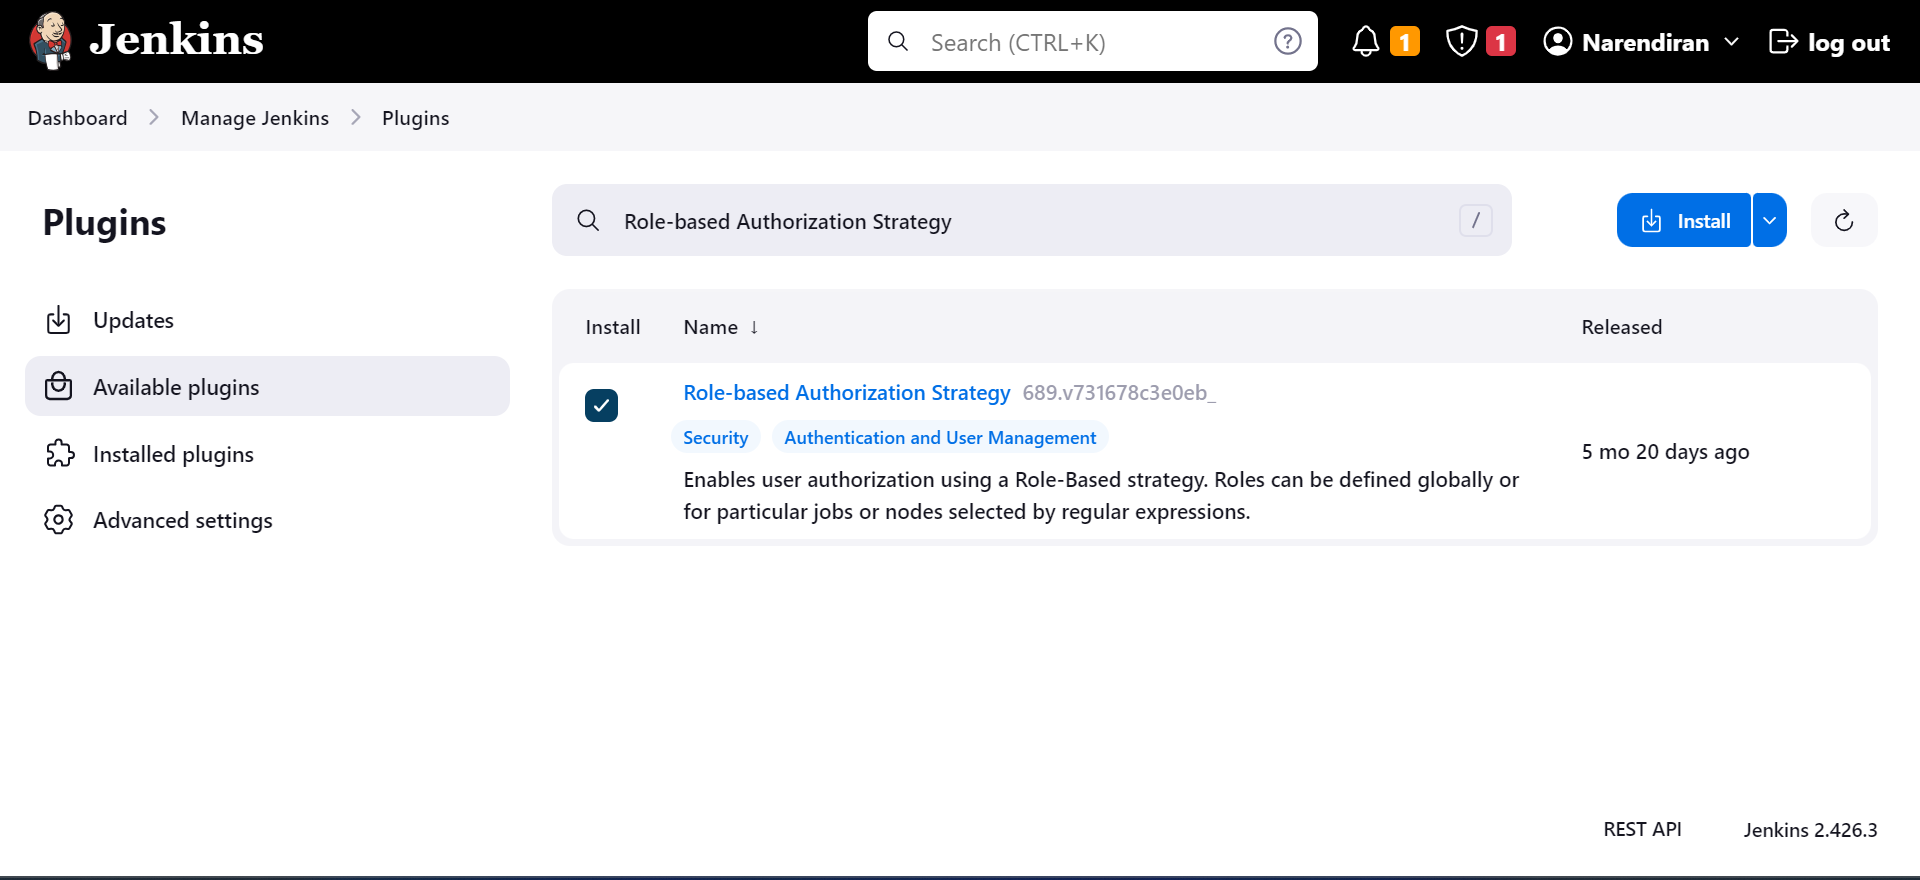 Jenkins
Search (CTRL+K)
?
1
1
Narendiran
log out
Dashboard
Manage Jenkins
Plugins
Plugins
Role-based Authorization Strategy
/
Install
Updates
Available plugins
Installed plugins
Advanced settings
Install
Name ↓
Released
Role-based Authorization Strategy 689.v731678c3e0eb_
Security
Authentication and User Management
Enables user authorization using a Role-Based strategy. Roles can be defined globally or
for particular jobs or nodes selected by regular expressions.
5 mo 20 days ago
REST API
Jenkins 2.426.3